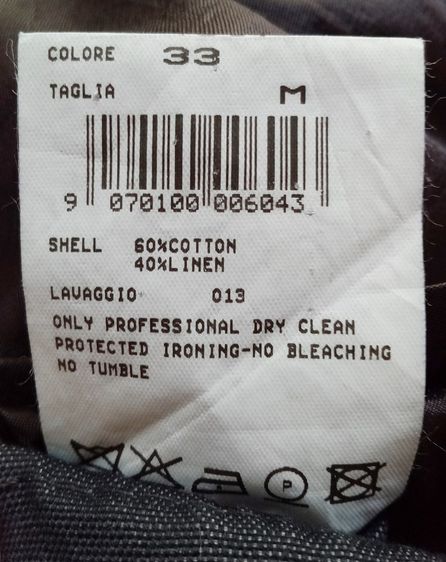 COLORE 33
TAGLIA M
9 070100 006043
SHELL 60%COTTON
40%LINEN
LAVAGGIO 013
ONLY PROFESSIONAL DRY CLEAN
PROTECTED IRONING-NO BLEACHING
NO TUMBLE
P